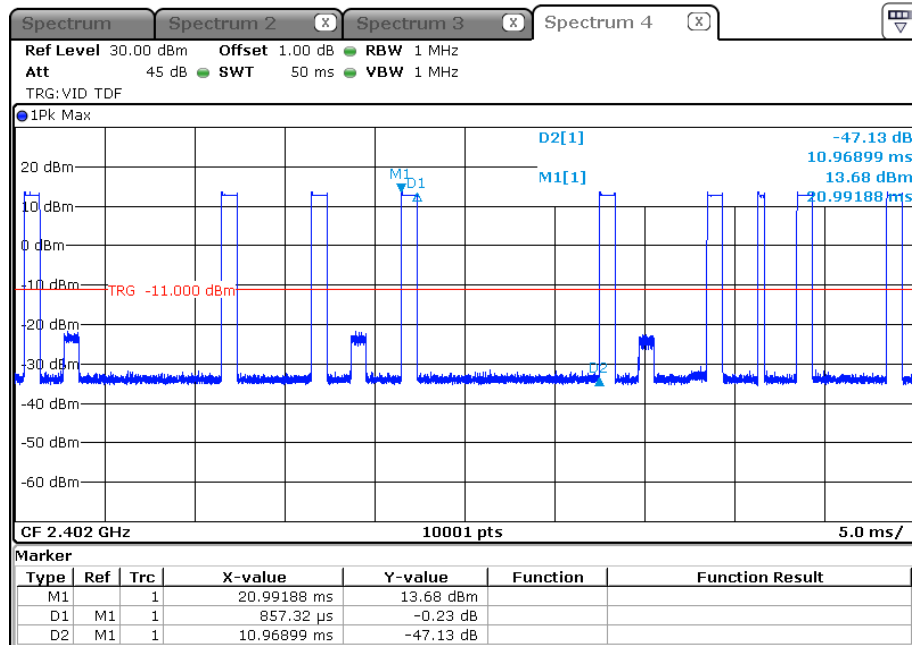 Spectrum Spectrum 2 X Spectrum 3 X Spectrum 4 X
Ref Level 30.00 dBm Offset 1.00 dB RBW 1 MHz
Att 45 dB SWT 50 ms VBW 1 MHz
TRG:VID TDF
1Pk Max
D2[1] -47.13 dB
10.96899 ms
M1[1] 13.68 dBm
20.99188 ms
20 dBm
M1 D1
10 dBm
0 dBm
-10 dBm
TRG -11.000 dBm
-20 dBm
-30 dBm
D2
-40 dBm
-50 dBm
-60 dBm
CF 2.402 GHz 10001 pts 5.0 ms/
Marker
Type Ref Trc X-value Y-value Function Function Result
M1 1 20.99188 ms 13.68 dBm
D1 M1 1 857.32 µs -0.23 dB
D2 M1 1 10.96899 ms -47.13 dB